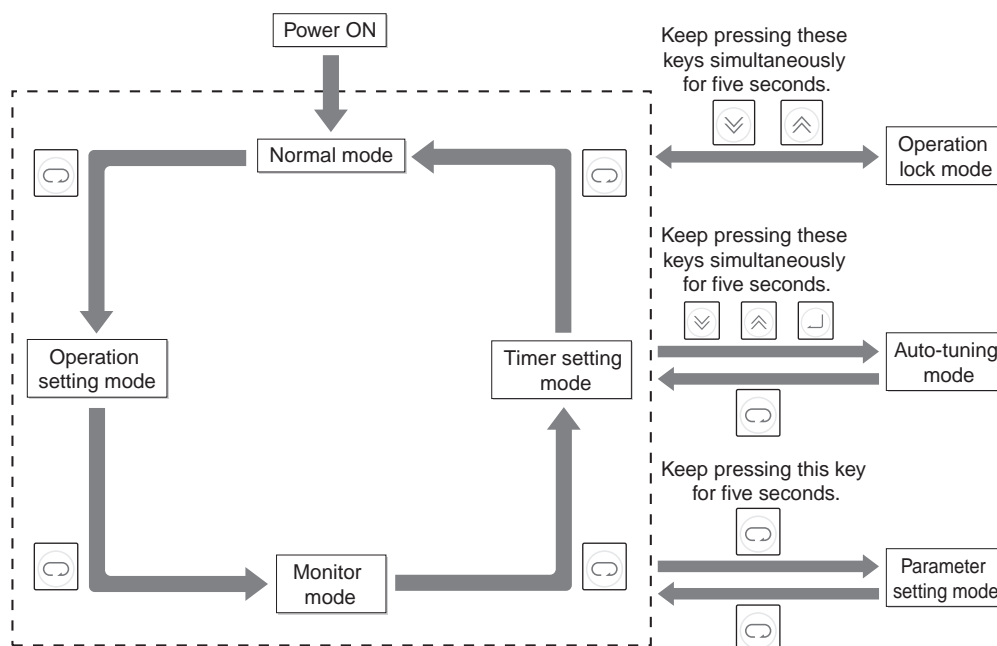 Power ON
Normal mode
Operation
setting mode
Monitor
mode
Timer setting
mode
Keep pressing these
keys simultaneously
for five seconds.
Operation
lock mode
Keep pressing these
keys simultaneously
for five seconds.
Auto-tuning
mode
Keep pressing this key
for five seconds.
Parameter
setting mode